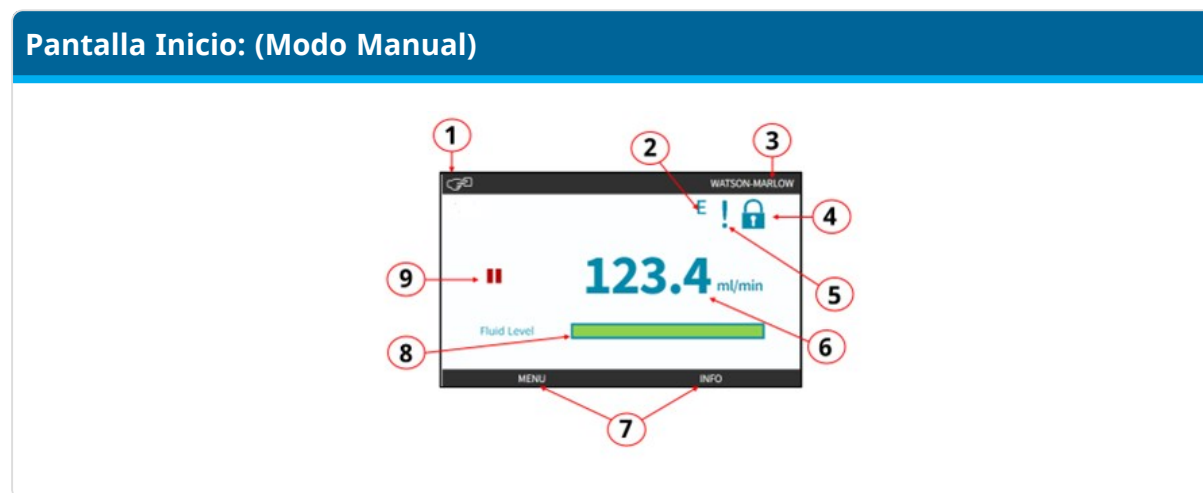 Pantalla Inicio: (Modo Manual)
1
2
3
WATSON-MARLOW
E !
4
9
123.4 ml/min
5
Fluid Level
6
8
MENU INFO
7